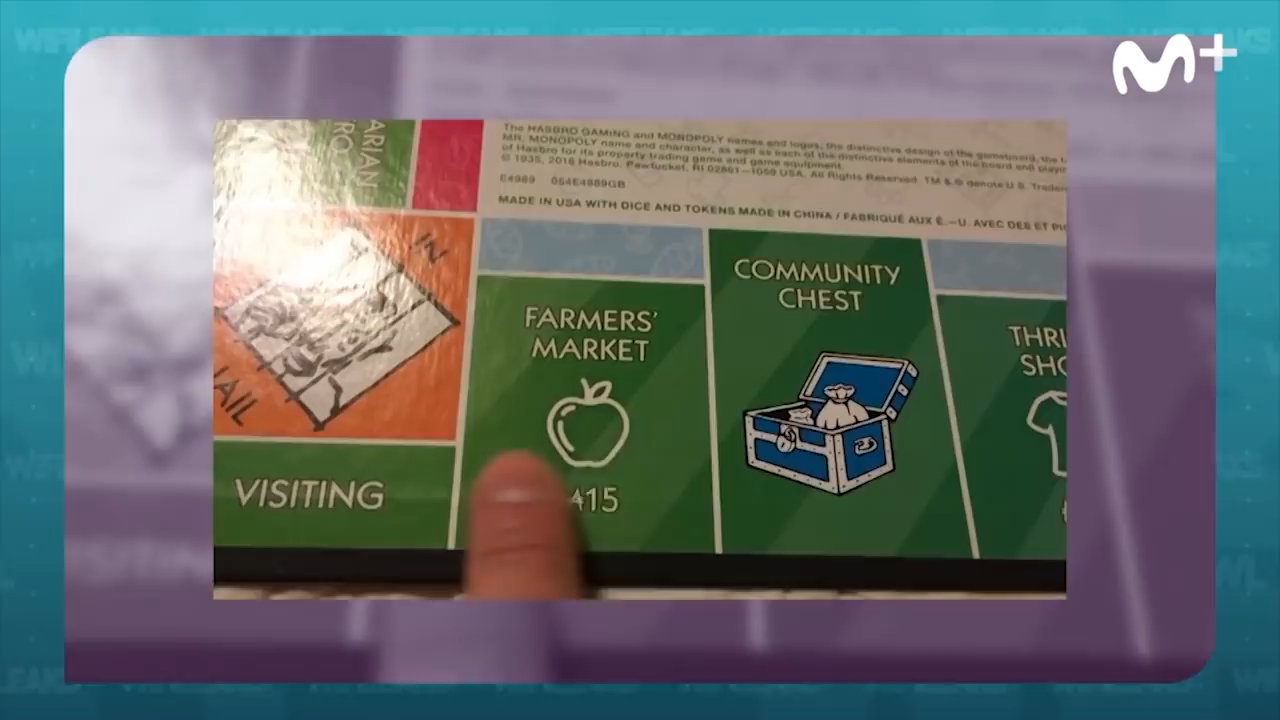 M+
ARIAN
RO
The HASBRO GAMING and MONOPOLY names and logos, the distinctive design of the gameboard, the
MR. MONOPOLY name and character, as well as each of the distinctive elements of the board and
of Hasbro for its property trading game and game equipment.
© 1935, 2018 Hasbro. Pawtucket, RI 02861–1059 USA. All Rights Reserved. TM & ® denote U.S.
E4989 054E4989GB
MADE IN USA WITH DICE AND TOKENS MADE IN CHINA / FABRIQUÉ AUX É.–U. AVEC DES ET
IN
JAIL
VISITING
FARMERS'
MARKET
15
COMMUNITY
CHEST
THRI
SHO